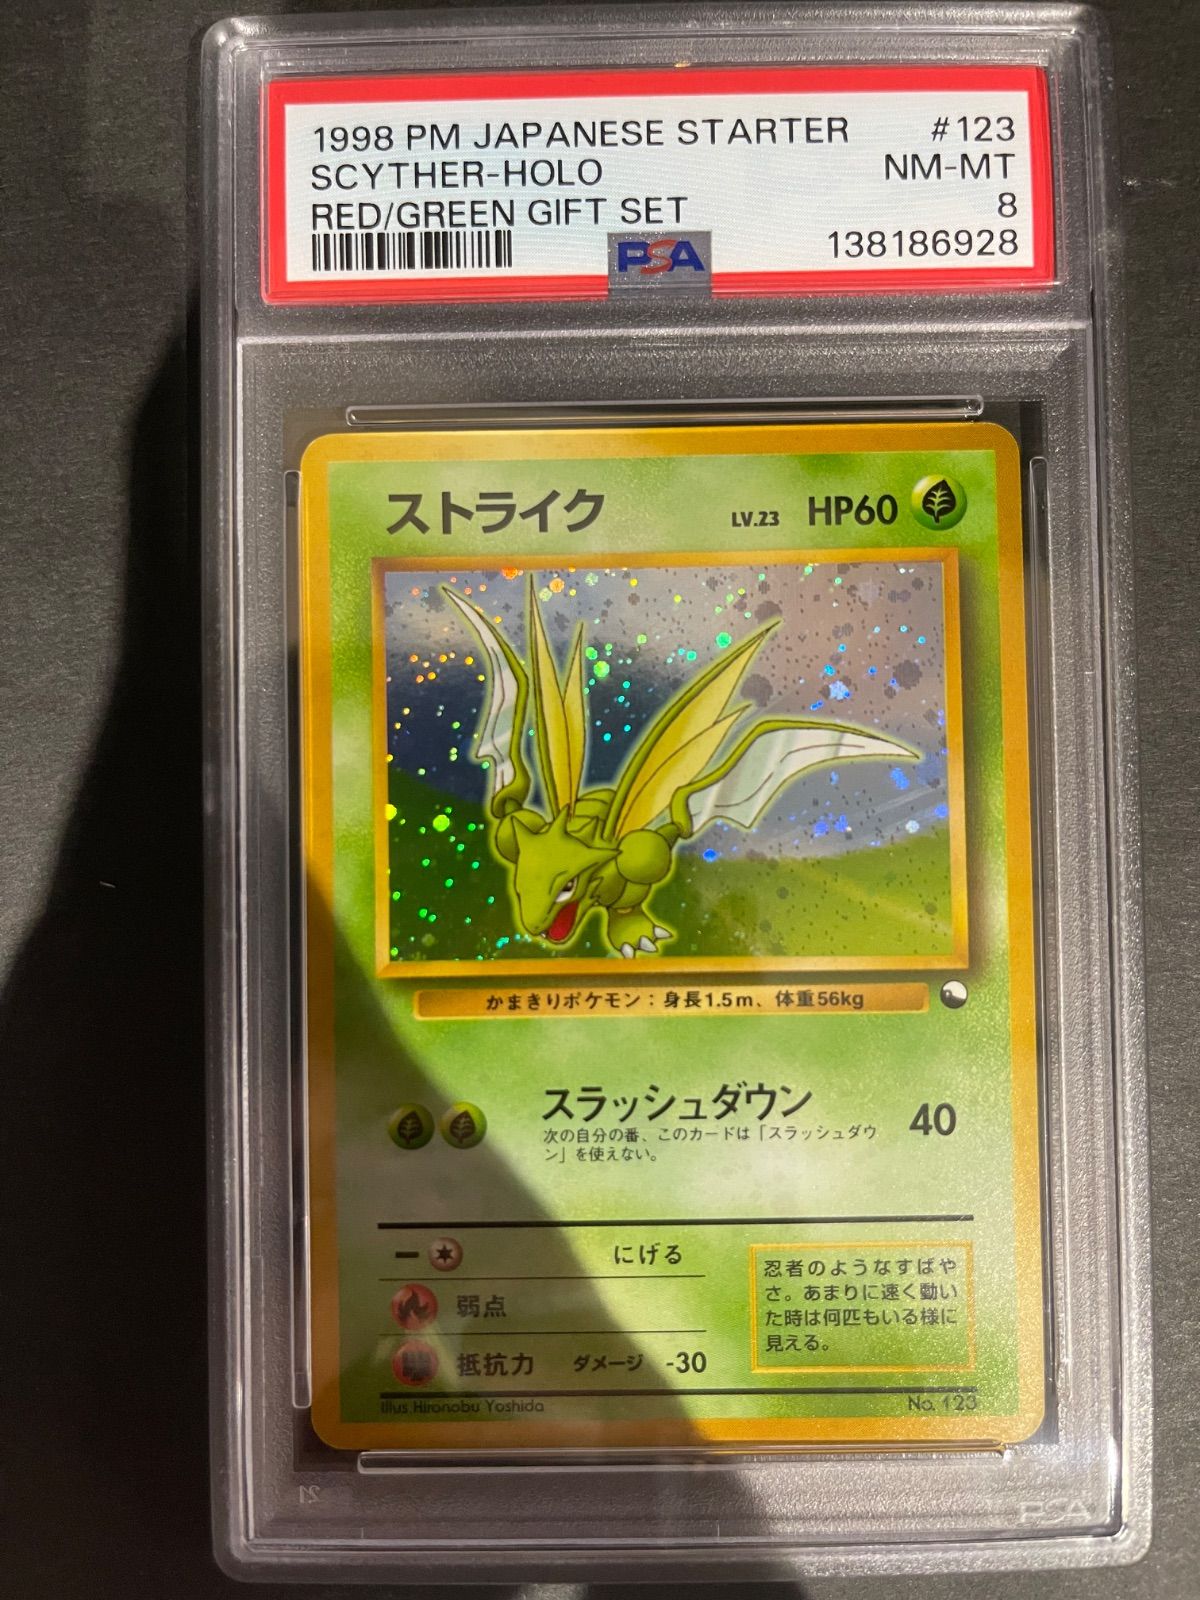 1998 PM JAPANESE STARTER #123
SCYTHER-HOLO NM-MT
RED/GREEN GIFT SET 8
PSA 138186928
ストライク LV.23 HP60
かまきりポケモン：身長1.5m、体重56kg
スラッシュダウン 40
次の自分の番、このカードは「スラッシュダウ
ン」を使えない。
にげる
弱点
抵抗力 ダメージ -30
忍者のようなすばや
さ。あまりに速く動い
た時は何匹もいる様に
見える。
Illus. Hironobu Yoshida No. 123
PSA